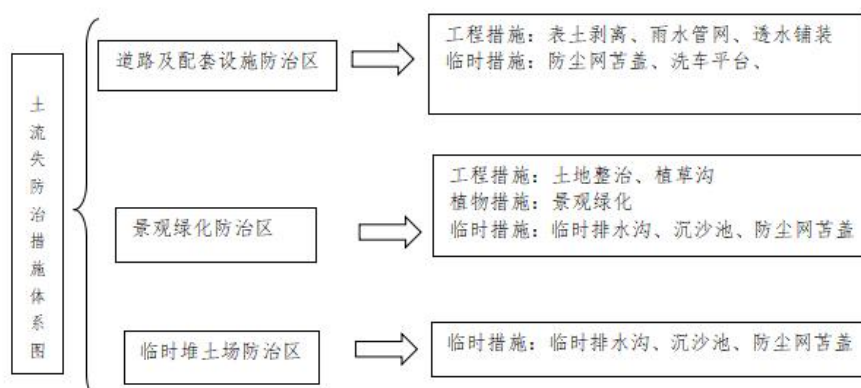 土流失防治措施体系图
道路及配套设施防治区
工程措施：表土剥离、雨水管网、透水铺装
临时措施：防尘网苫盖、洗车平台、
景观绿化防治区
工程措施：土地整治、植草沟
植物措施：景观绿化
临时措施：临时排水沟、沉沙池、防尘网苫盖
临时堆土场防治区
临时措施：临时排水沟、沉沙池、防尘网苫盖